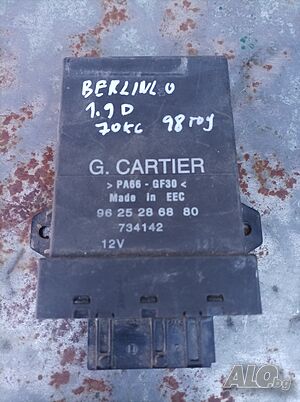 BERLINGO
1.9D
70кс 98год
G. CARTIER
> PA66 - GF30 <
Made in EEC
96 25 28 68 80
734142
12V
ALO.bg